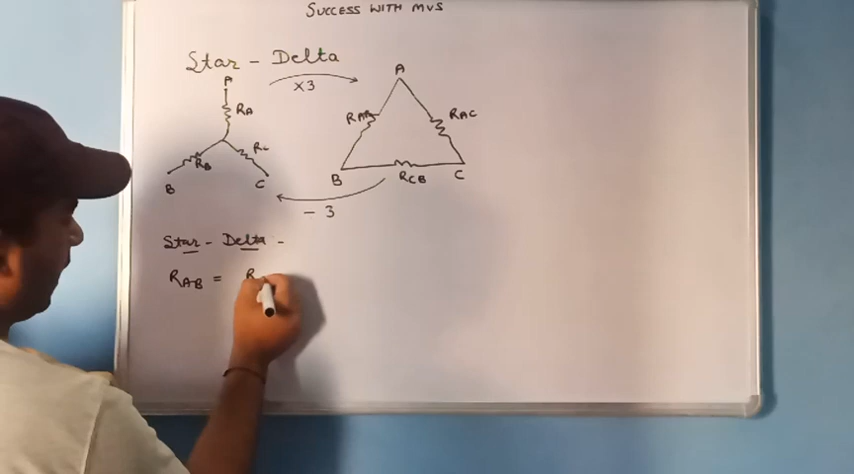 SUCCESS WITH MVS
Star - Delta
×3
A
RA
RB
RC
B
C
A
RAB
RAC
B
RCB
C
- 3
Star - Delta -
RAB = R